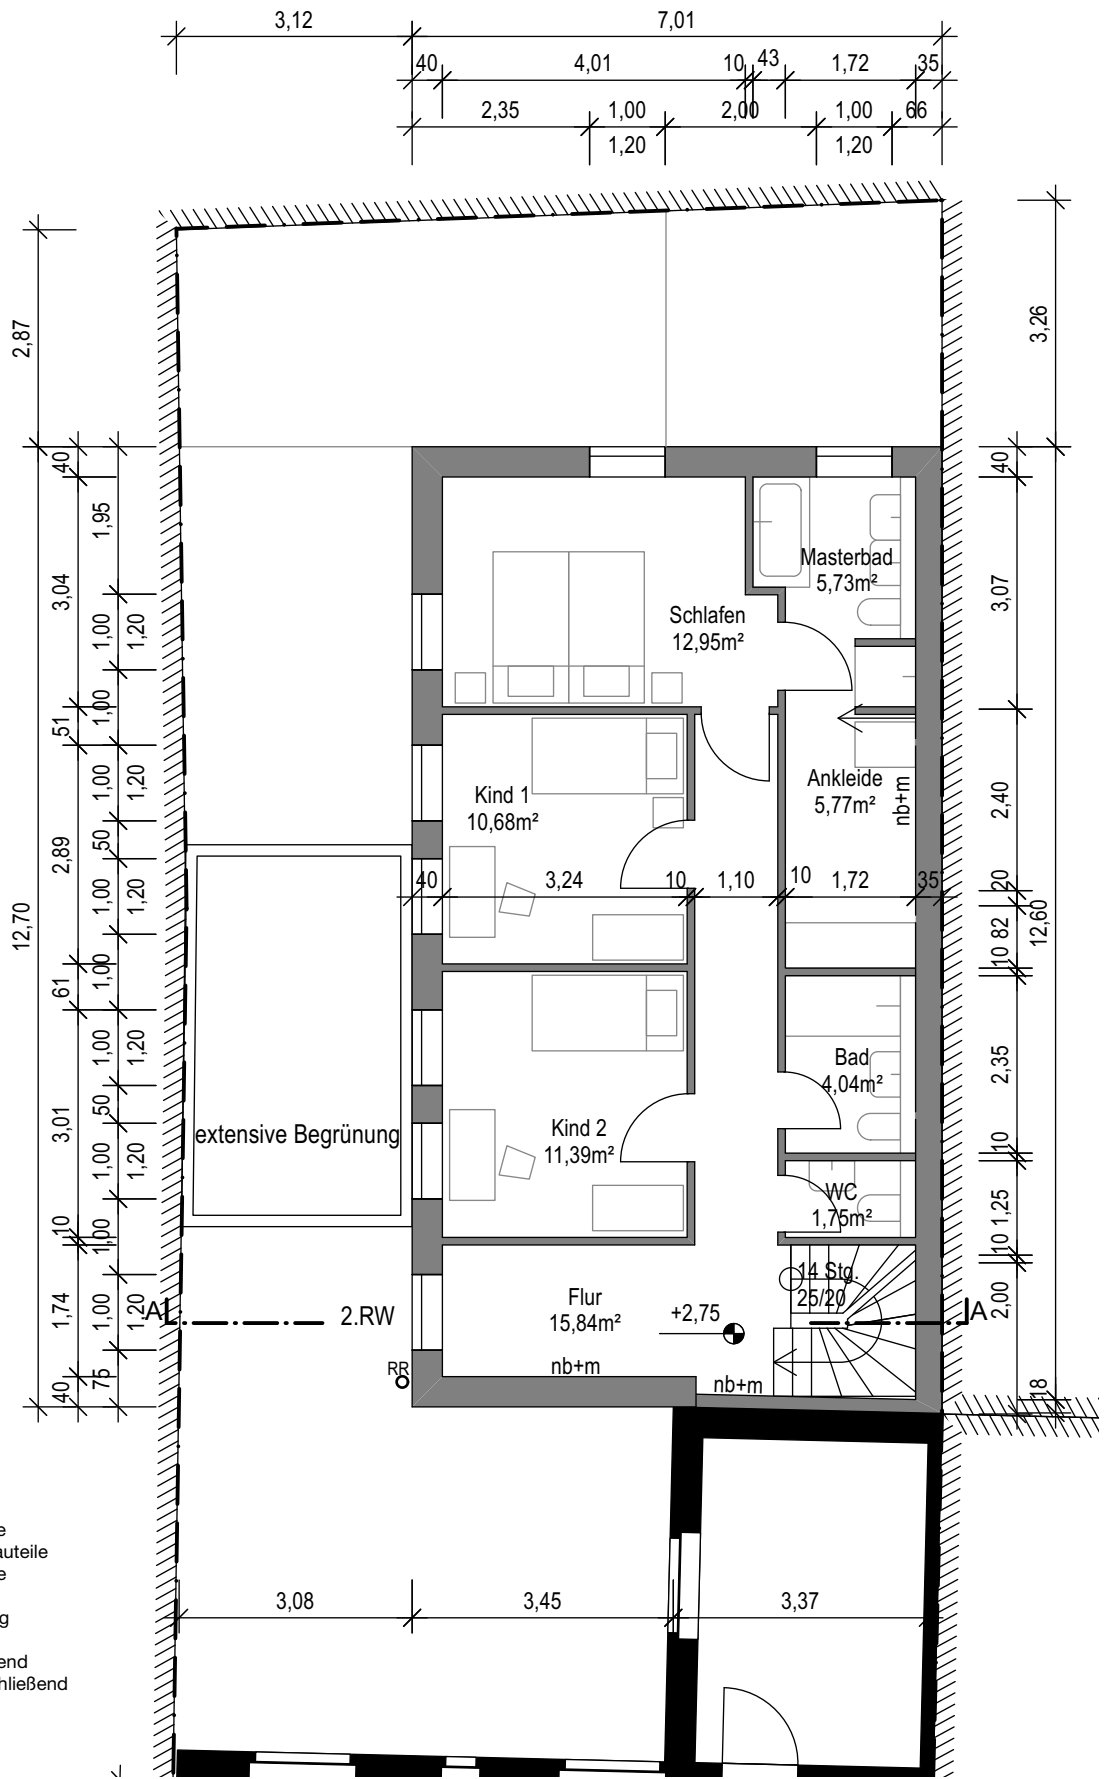 3,12
7,01
40
4,01
10
43
1,72
35
2,35
1,00
2,00
1,00
66
1,20
1,20
2,87
3,26
40
3,04
51
2,89
61
3,01
10
1,74
40
12,70
1,95
1,00
1,20
1,00
1,00
1,20
50
1,00
1,20
1,00
1,00
1,20
50
1,00
1,20
1,00
1,00
1,20
75
40
3,07
2,40
20
82
10
2,35
10
1,25
10
2,00
18
12,60
Masterbad
5,73m²
Schlafen
12,95m²
Kind 1
10,68m²
Ankleide
5,77m²
nb+m
40
3,24
10
1,10
10
1,72
35
Bad
4,04m²
extensive Begrünung
Kind 2
11,39m²
WC
1,75m²
14 Stg.
25/20
Flur
15,84m²
+2,75
A
2.RW
A
RR
nb+m
nb+m
e
auteile
e
g
end
hließend
3,08
3,45
3,37